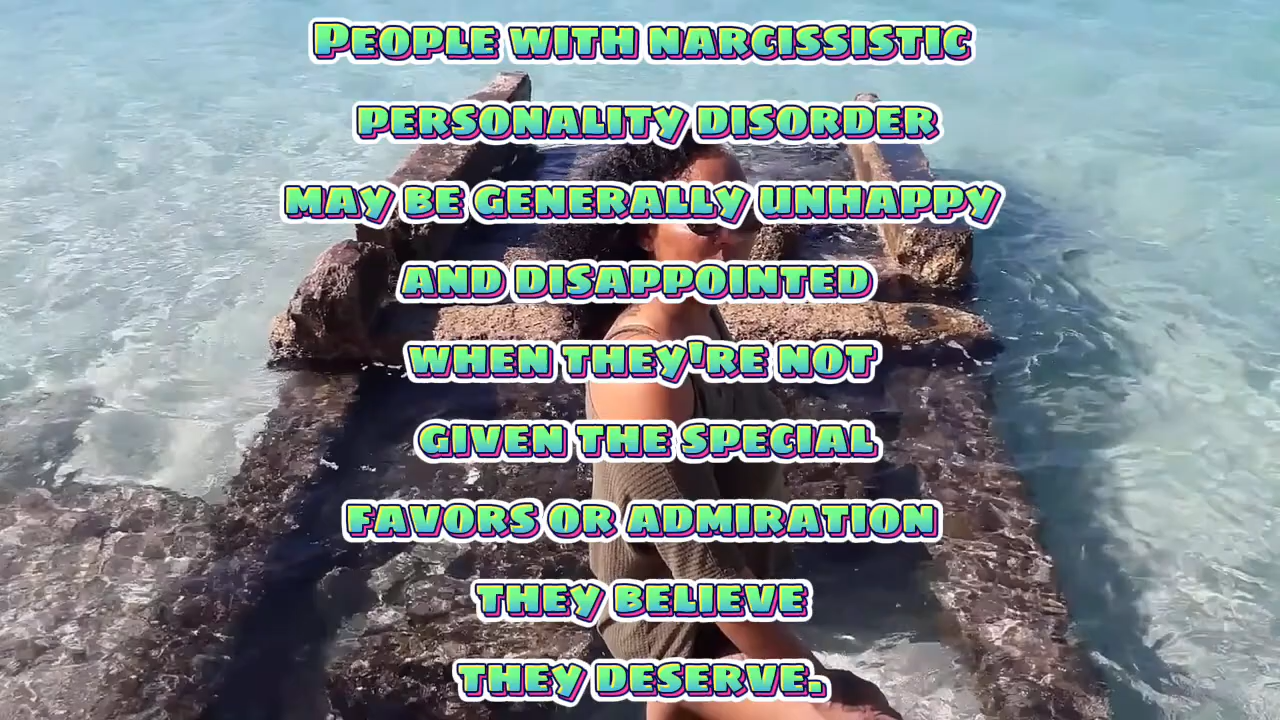 People with narcissistic
personality disorder
may be generally unhappy
and disappointed
when they're not
given the special
favors or admiration
they believe
they deserve.